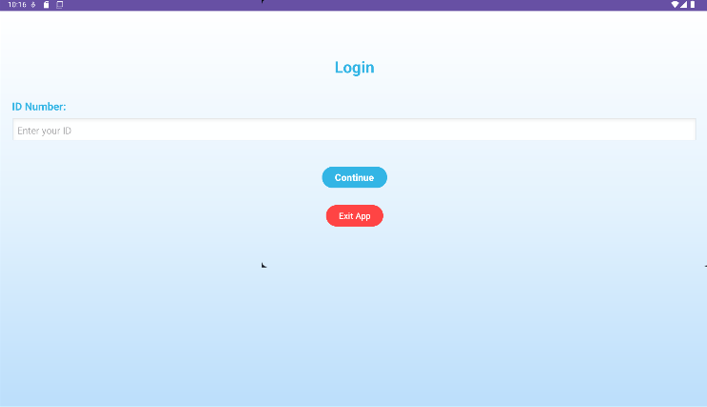 10:16
Login
ID Number:
Enter your ID
Continue
Exit App